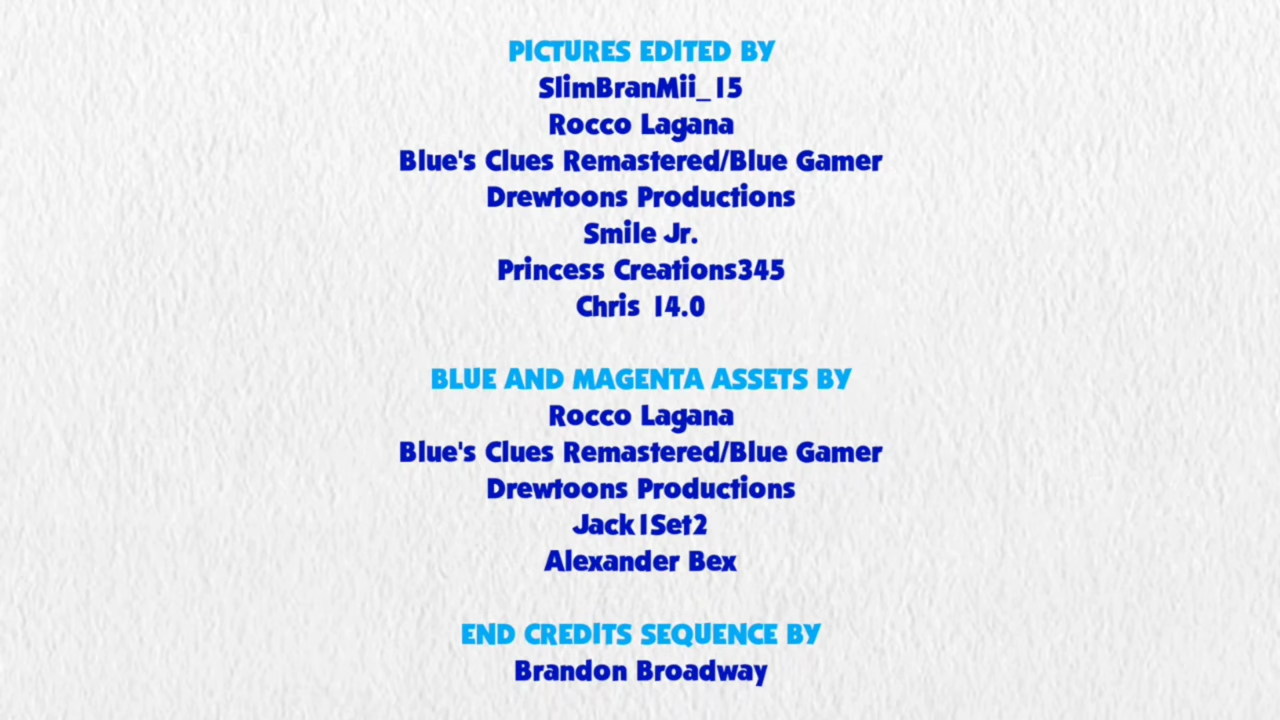 PICTURES EDITED BY
SlimBranMii_15
Rocco Lagana
Blue's Clues Remastered/Blue Gamer
Drewtoons Productions
Smile Jr.
Princess Creations345
Chris 14.0
BLUE AND MAGENTA ASSETS BY
Rocco Lagana
Blue's Clues Remastered/Blue Gamer
Drewtoons Productions
Jack1Set2
Alexander Bex
END CREDITS SEQUENCE BY
Brandon Broadway